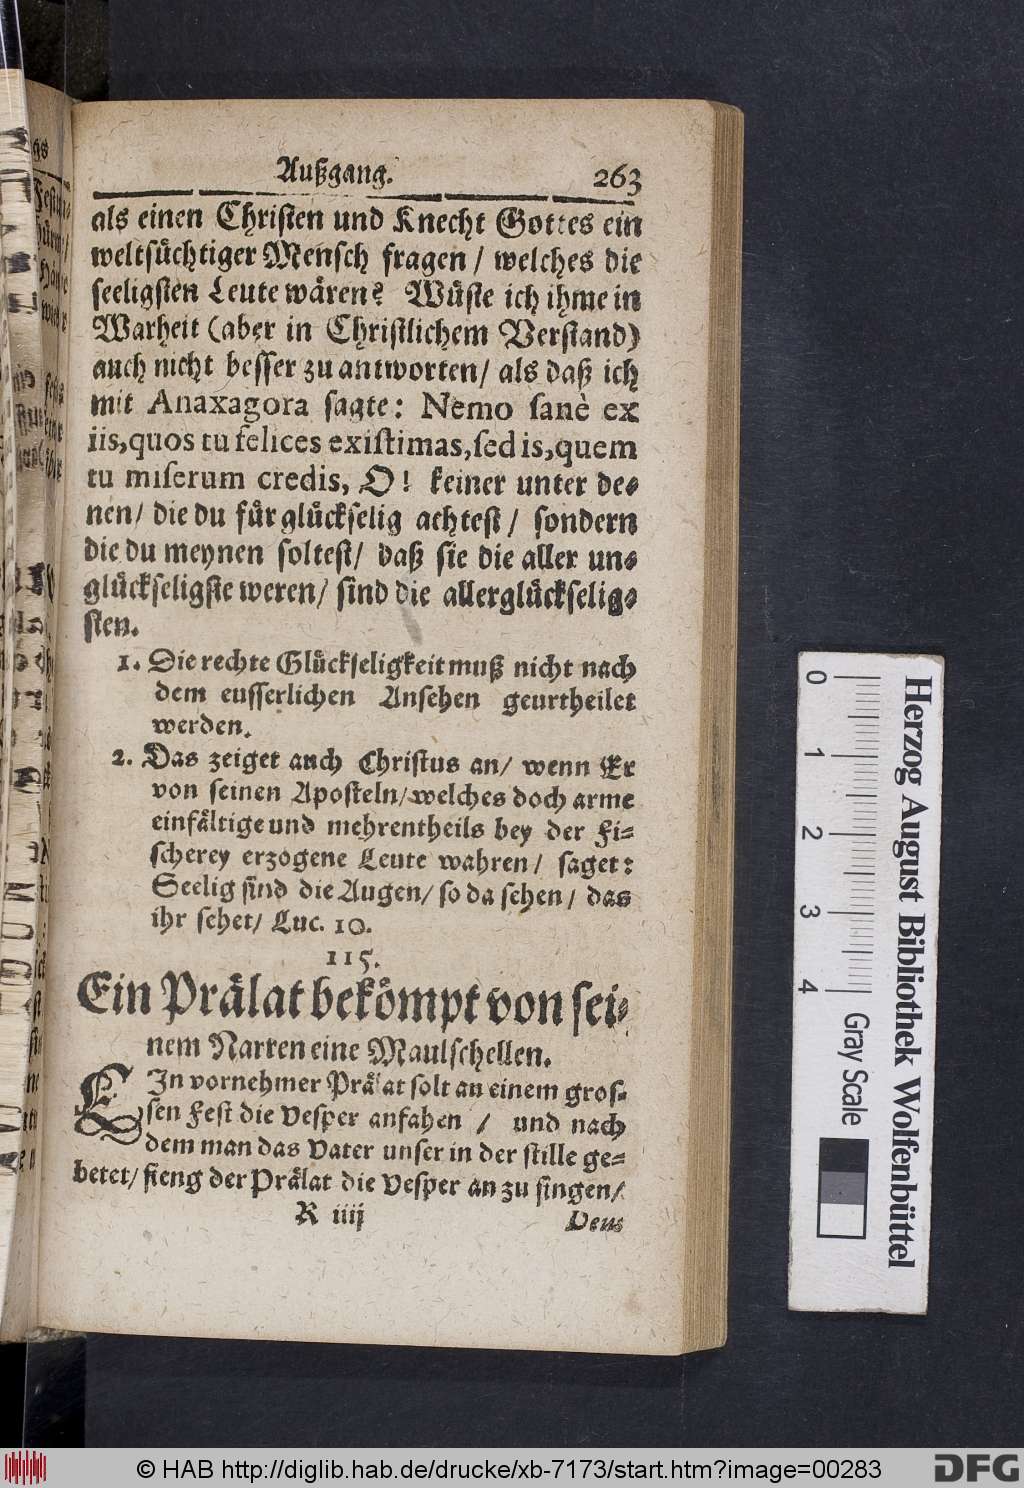 Außgang. 263
als einen Christen und Knecht Gottes ein
weltsüchtiger Mensch fragen / welches die
seeligsten Leute wären? Wüste ich ihme in
Warheit (aber in Christlichem Verstand)
auch nicht besser zu antworten / als daß ich
mit Anaxagora sagte: Nemo sanè ex
iis, quos tu felices existimas, sed is, quem
tu miserum credis, O! keiner unter de-
nen / die du für glückselig achtest / sondern
die du meynen soltest / daß sie die aller un-
glückseligste weren / sind die allerglückselig-
sten.
1. Die rechte Glückseligkeit muß nicht nach
dem eusserlichen Ansehen geurtheilet
werden.
2. Das zeiget auch Christus an / wenn Er
von seinen Aposteln / welches doch arme
einfältige und mehrentheils bey der Fi-
scherey erzogene Leute wahren / saget:
Seelig sind die Augen / so da sehen / das
ihr sehet / Luc. 10.
115.
Ein Prälat bekömpt von sei-
nem Narren eine Maulschellen.
EIn vornehmer Prälat solt an einem gros-
sen Fest die Vesper anfahen / und nach
dem man das Vater unser in der stille ge-
betet / fieng der Prälat die Vesper an zu singen /
R iiij Deus
0 1 2 3 4 Gray Scale
Herzog August Bibliothek Wolfenbüttel
© HAB http://diglib.hab.de/drucke/xb-7173/start.htm?image=00283
DFG